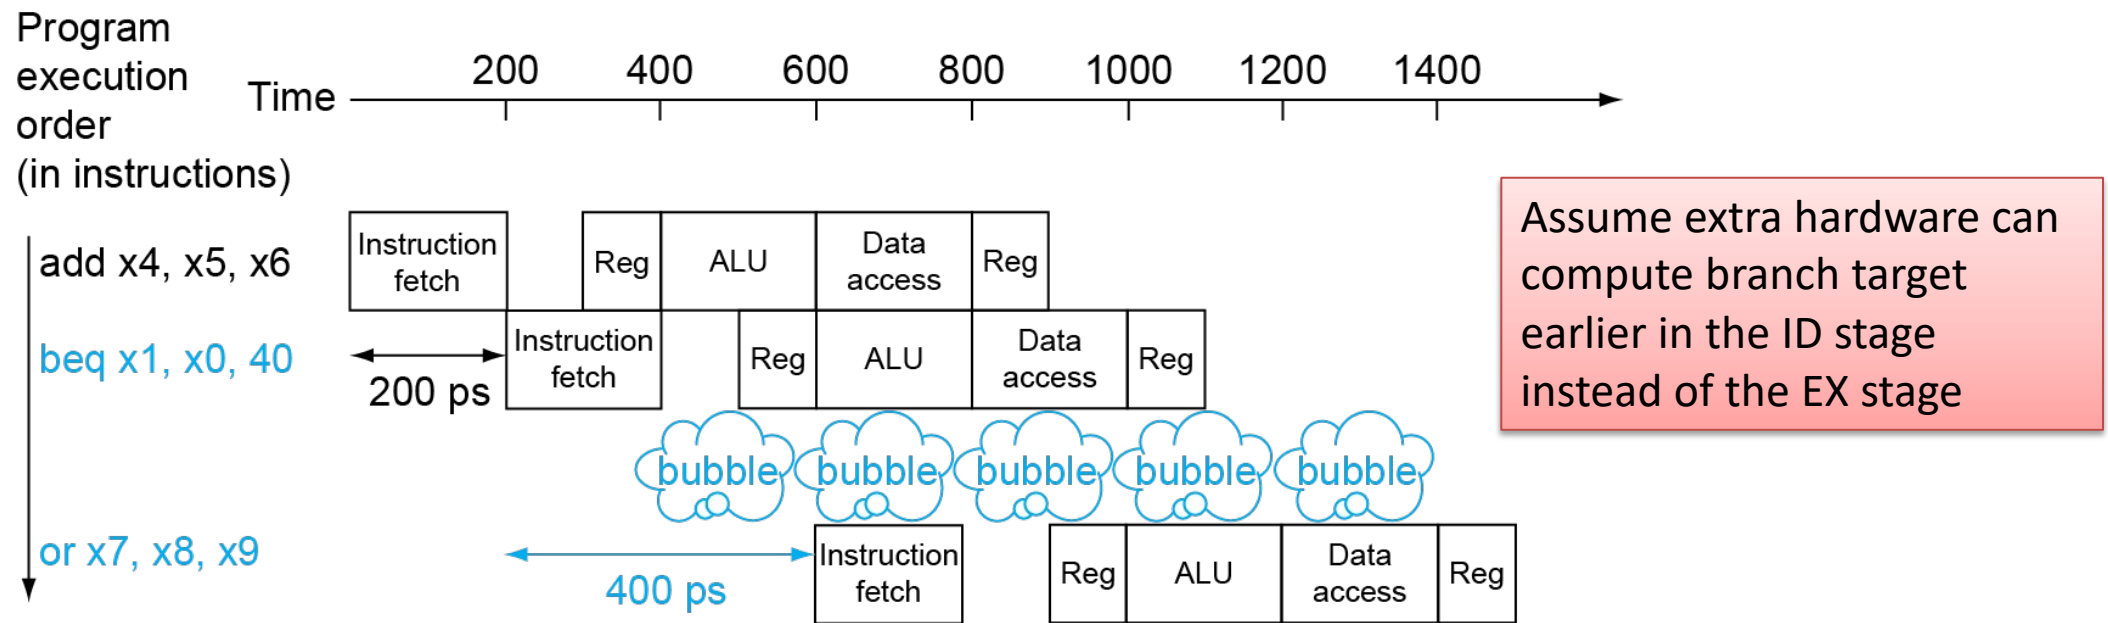 Program
execution
order
(in instructions)
Time
200 400 600 800 1000 1200 1400
add x4, x5, x6
Instruction
fetch
Reg
ALU
Data
access
Reg
beq x1, x0, 40
200 ps
Instruction
fetch
Reg
ALU
Data
access
Reg
bubble bubble bubble bubble bubble
or x7, x8, x9
400 ps
Instruction
fetch
Reg
ALU
Data
access
Reg
Assume extra hardware can
compute branch target
earlier in the ID stage
instead of the EX stage